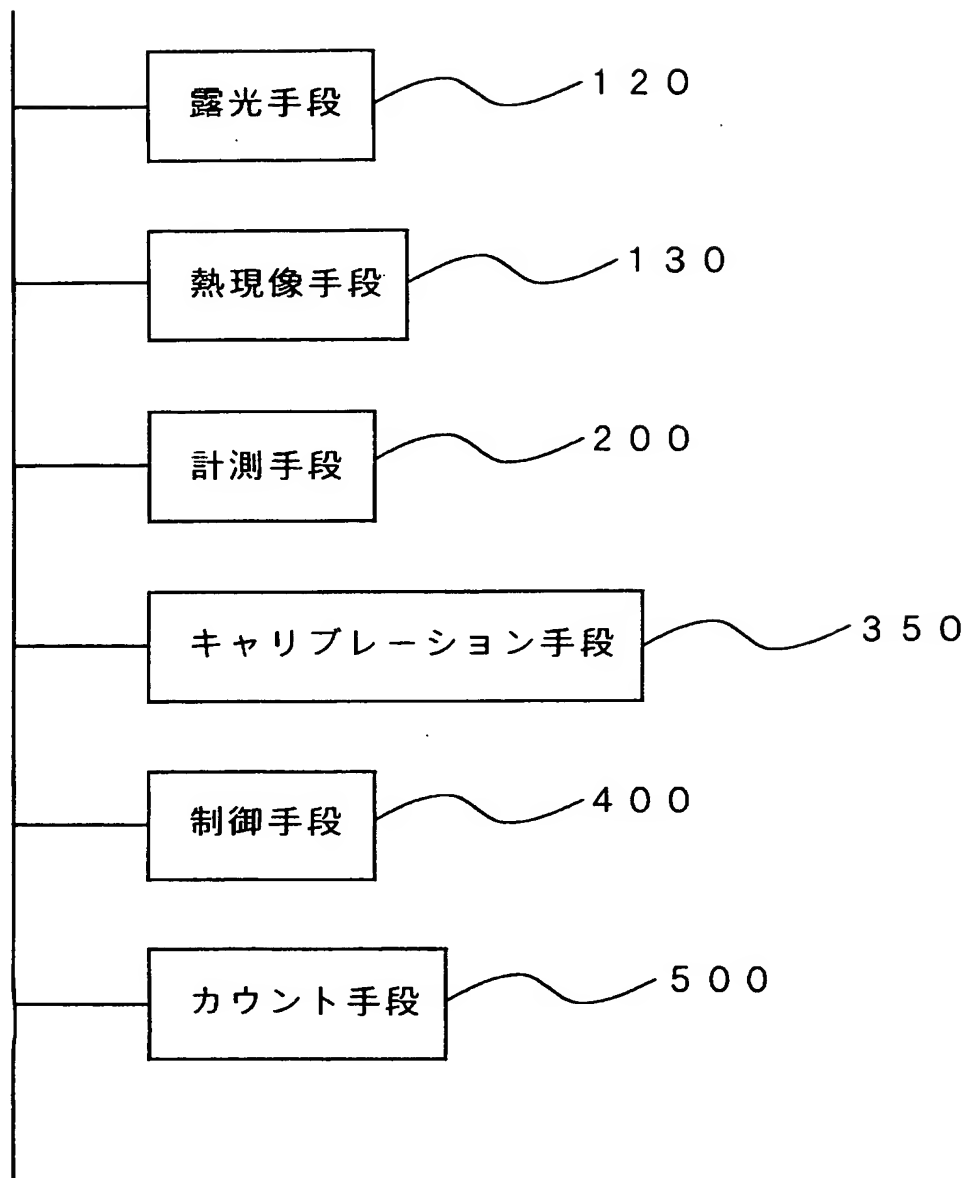 露光手段
１２０
熱現像手段
１３０
計測手段
２００
キャリブレーション手段
３５０
制御手段
４００
カウント手段
５００